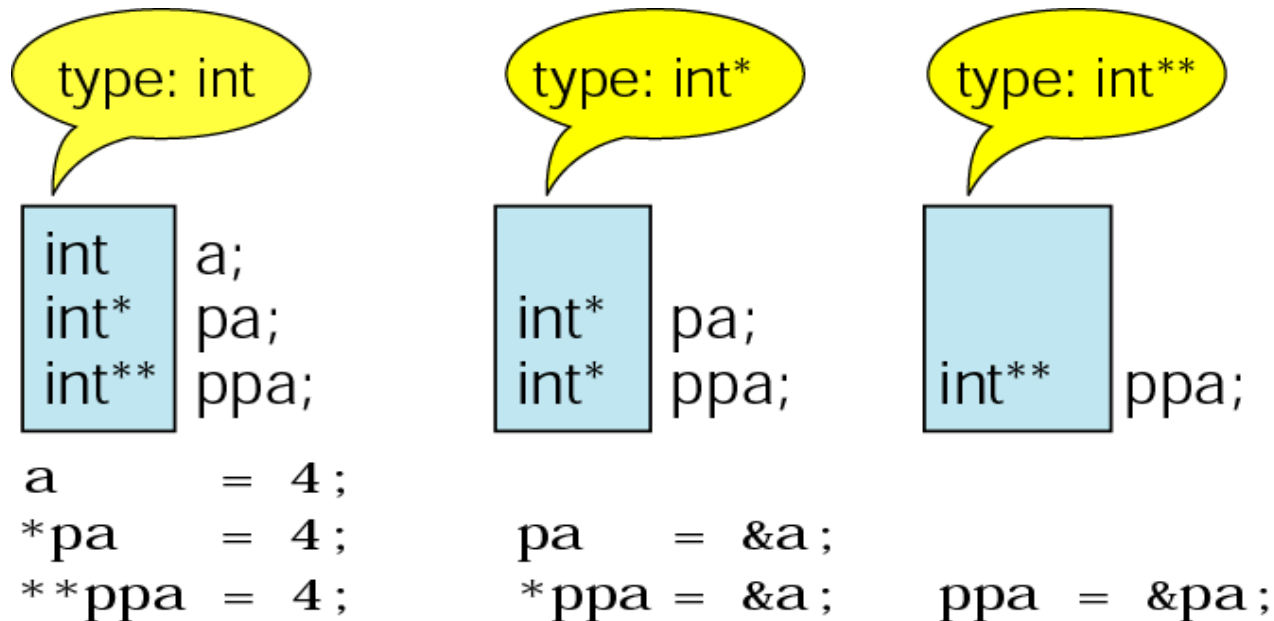 type: int
type: int*
type: int**
int a;
int* pa;
int** ppa;
int* pa;
int* ppa;
int** ppa;
a = 4;
*pa = 4;
**ppa = 4;
pa = &a;
*ppa = &a;
ppa = &pa;